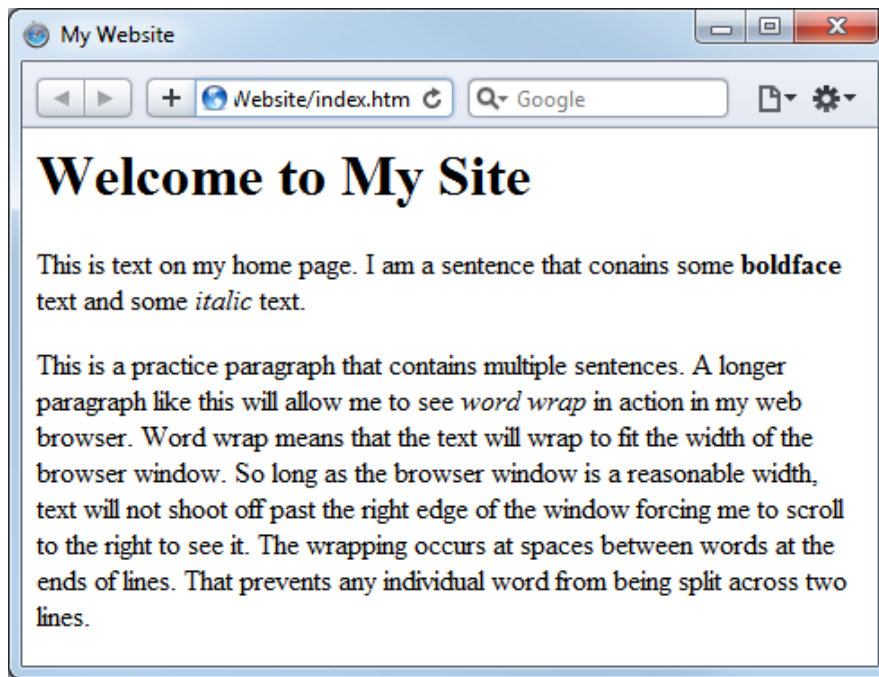 My Website
Website/index.htm
Google
Welcome to My Site
This is text on my home page. I am a sentence that conains some boldface
text and some italic text.
This is a practice paragraph that contains multiple sentences. A longer
paragraph like this will allow me to see word wrap in action in my web
browser. Word wrap means that the text will wrap to fit the width of the
browser window. So long as the browser window is a reasonable width,
text will not shoot off past the right edge of the window forcing me to scroll
to the right to see it. The wrapping occurs at spaces between words at the
ends of lines. That prevents any individual word from being split across two
lines.